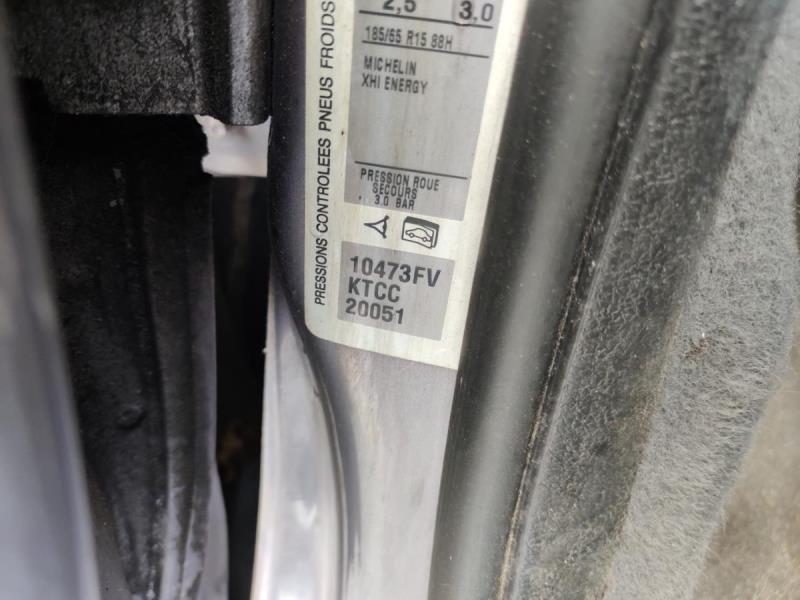 2,5 3.0
185/65 R15 88H
MICHELIN
XH1 ENERGY
PRESSION ROUE
SECOURS
3.0 BAR
PRESSIONS CONTROLEES PNEUS FROIDS
10473FV
KTCC
20051